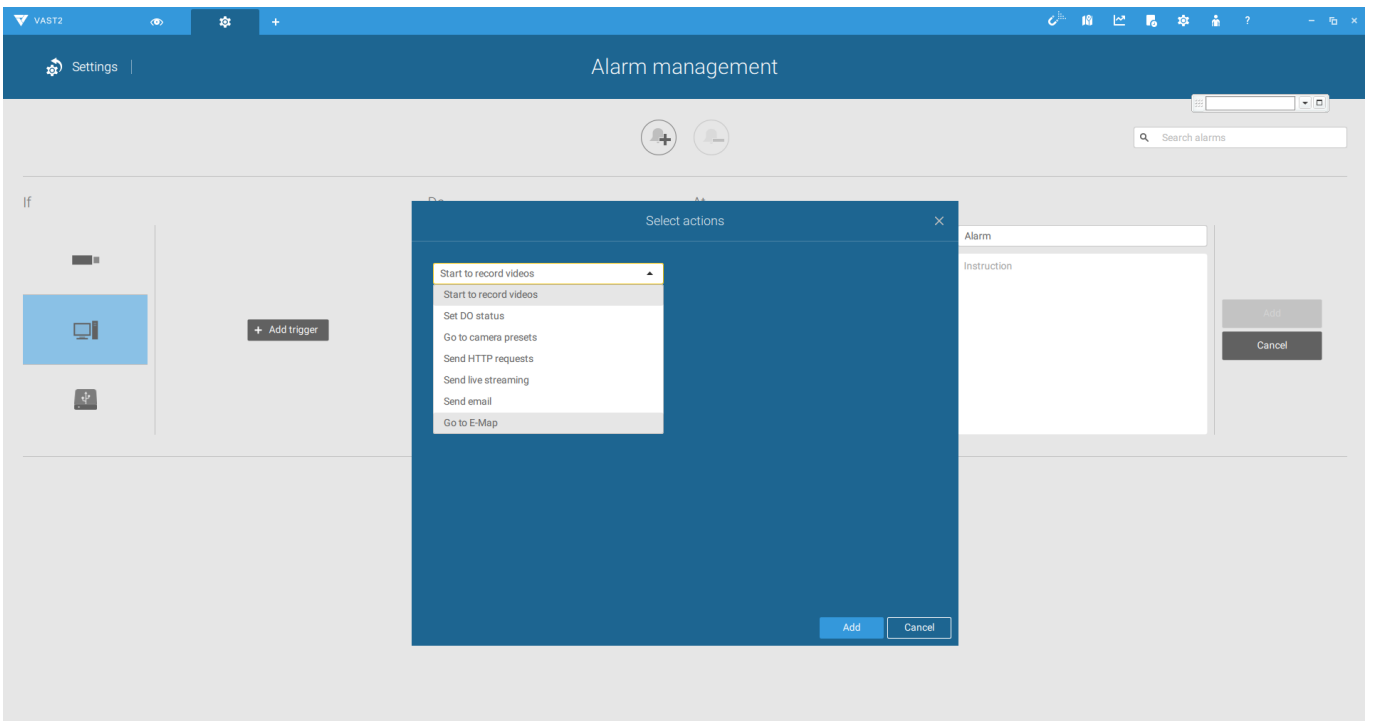 VAST2
+
?
Settings
Alarm management
Search alarms
If
Do
At
Select actions
Alarm
Instruction
Start to record videos
Start to record videos
Set DO status
Go to camera presets
Send HTTP requests
Send live streaming
Send email
Go to E-Map
+ Add trigger
Add
Cancel
Add
Cancel